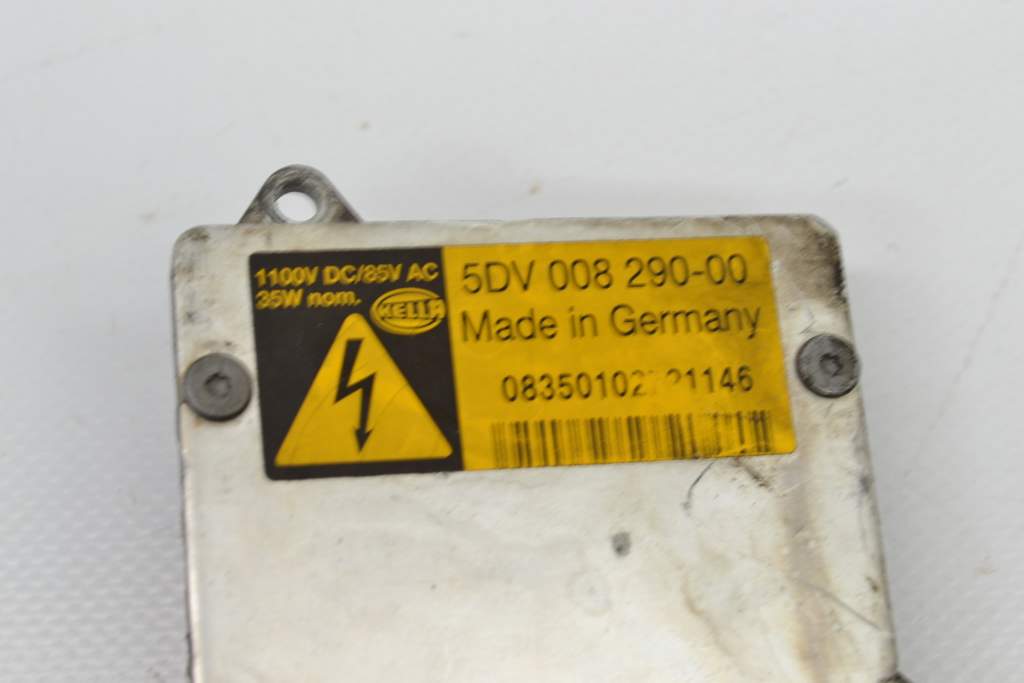 1100V DC/85V AC
35W nom.
HELLA
5DV 008 290-00
Made in Germany